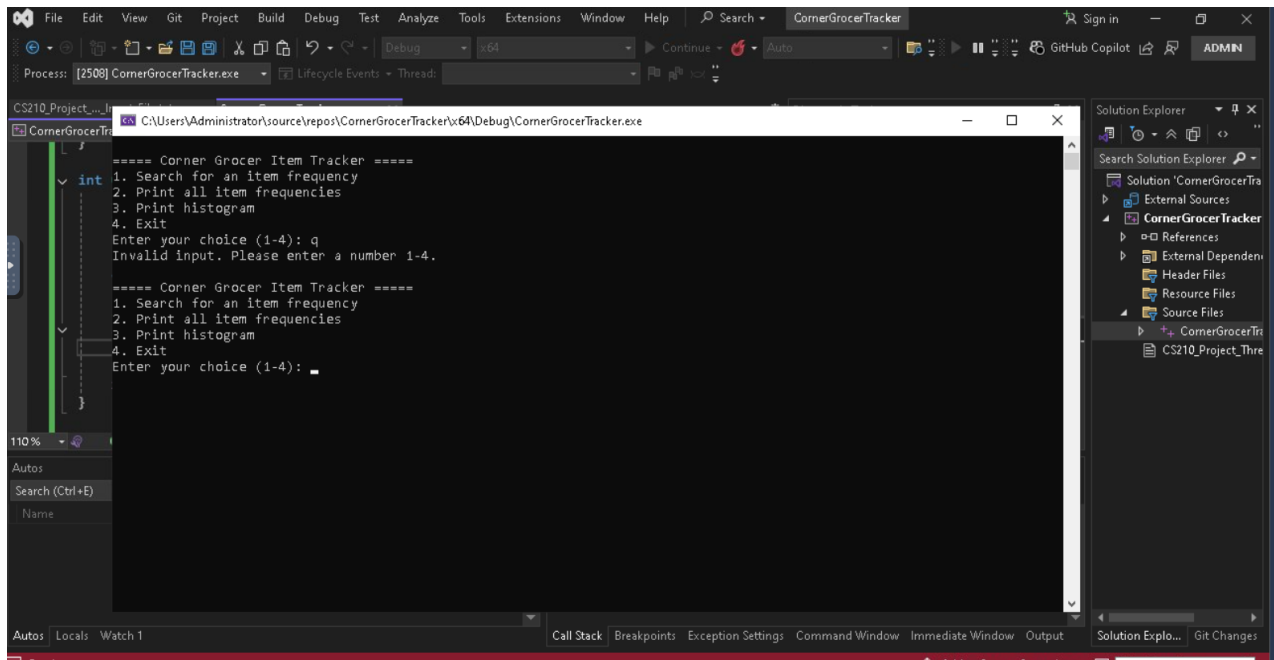 File Edit View Git Project Build Debug Test Analyze Tools Extensions Window Help Search CornerGrocerTracker Sign in
Debug x64 Continue Auto GitHub Copilot ADMIN
Process: [2508] CornerGrocerTracker.exe Lifecycle Events Thread:
CS210_Project_..._
C:\Users\Administrator\source\repos\CornerGrocerTracker\x64\Debug\CornerGrocerTracker.exe
CornerGrocerTra
}
int
}
===== Corner Grocer Item Tracker =====
1. Search for an item frequency
2. Print all item frequencies
3. Print histogram
4. Exit
Enter your choice (1-4): q
Invalid input. Please enter a number 1-4.
===== Corner Grocer Item Tracker =====
1. Search for an item frequency
2. Print all item frequencies
3. Print histogram
4. Exit
Enter your choice (1-4):
110 %
Autos
Search (Ctrl+E)
Name
Autos Locals Watch 1
Call Stack Breakpoints Exception Settings Command Window Immediate Window Output
Solution Explorer
Search Solution Explorer
Solution 'CornerGrocerTra
External Sources
CornerGrocerTracker
References
External Dependen
Header Files
Resource Files
Source Files
CornerGrocerTra
CS210_Project_Thre
Solution Explo... Git Changes